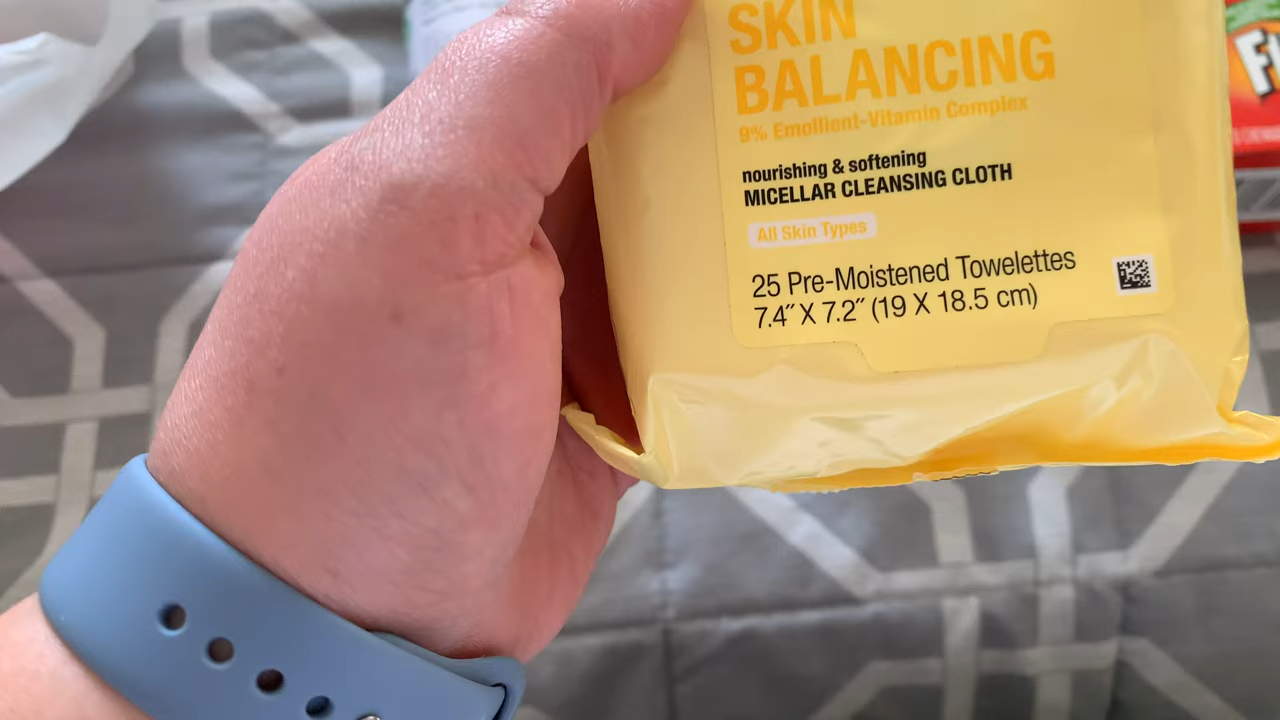 SKIN
BALANCING
9% Emollient-Vitamin Complex
nourishing & softening
MICELLAR CLEANSING CLOTH
All Skin Types
25 Pre-Moistened Towelettes
7.4" X 7.2" (19 X 18.5 cm)